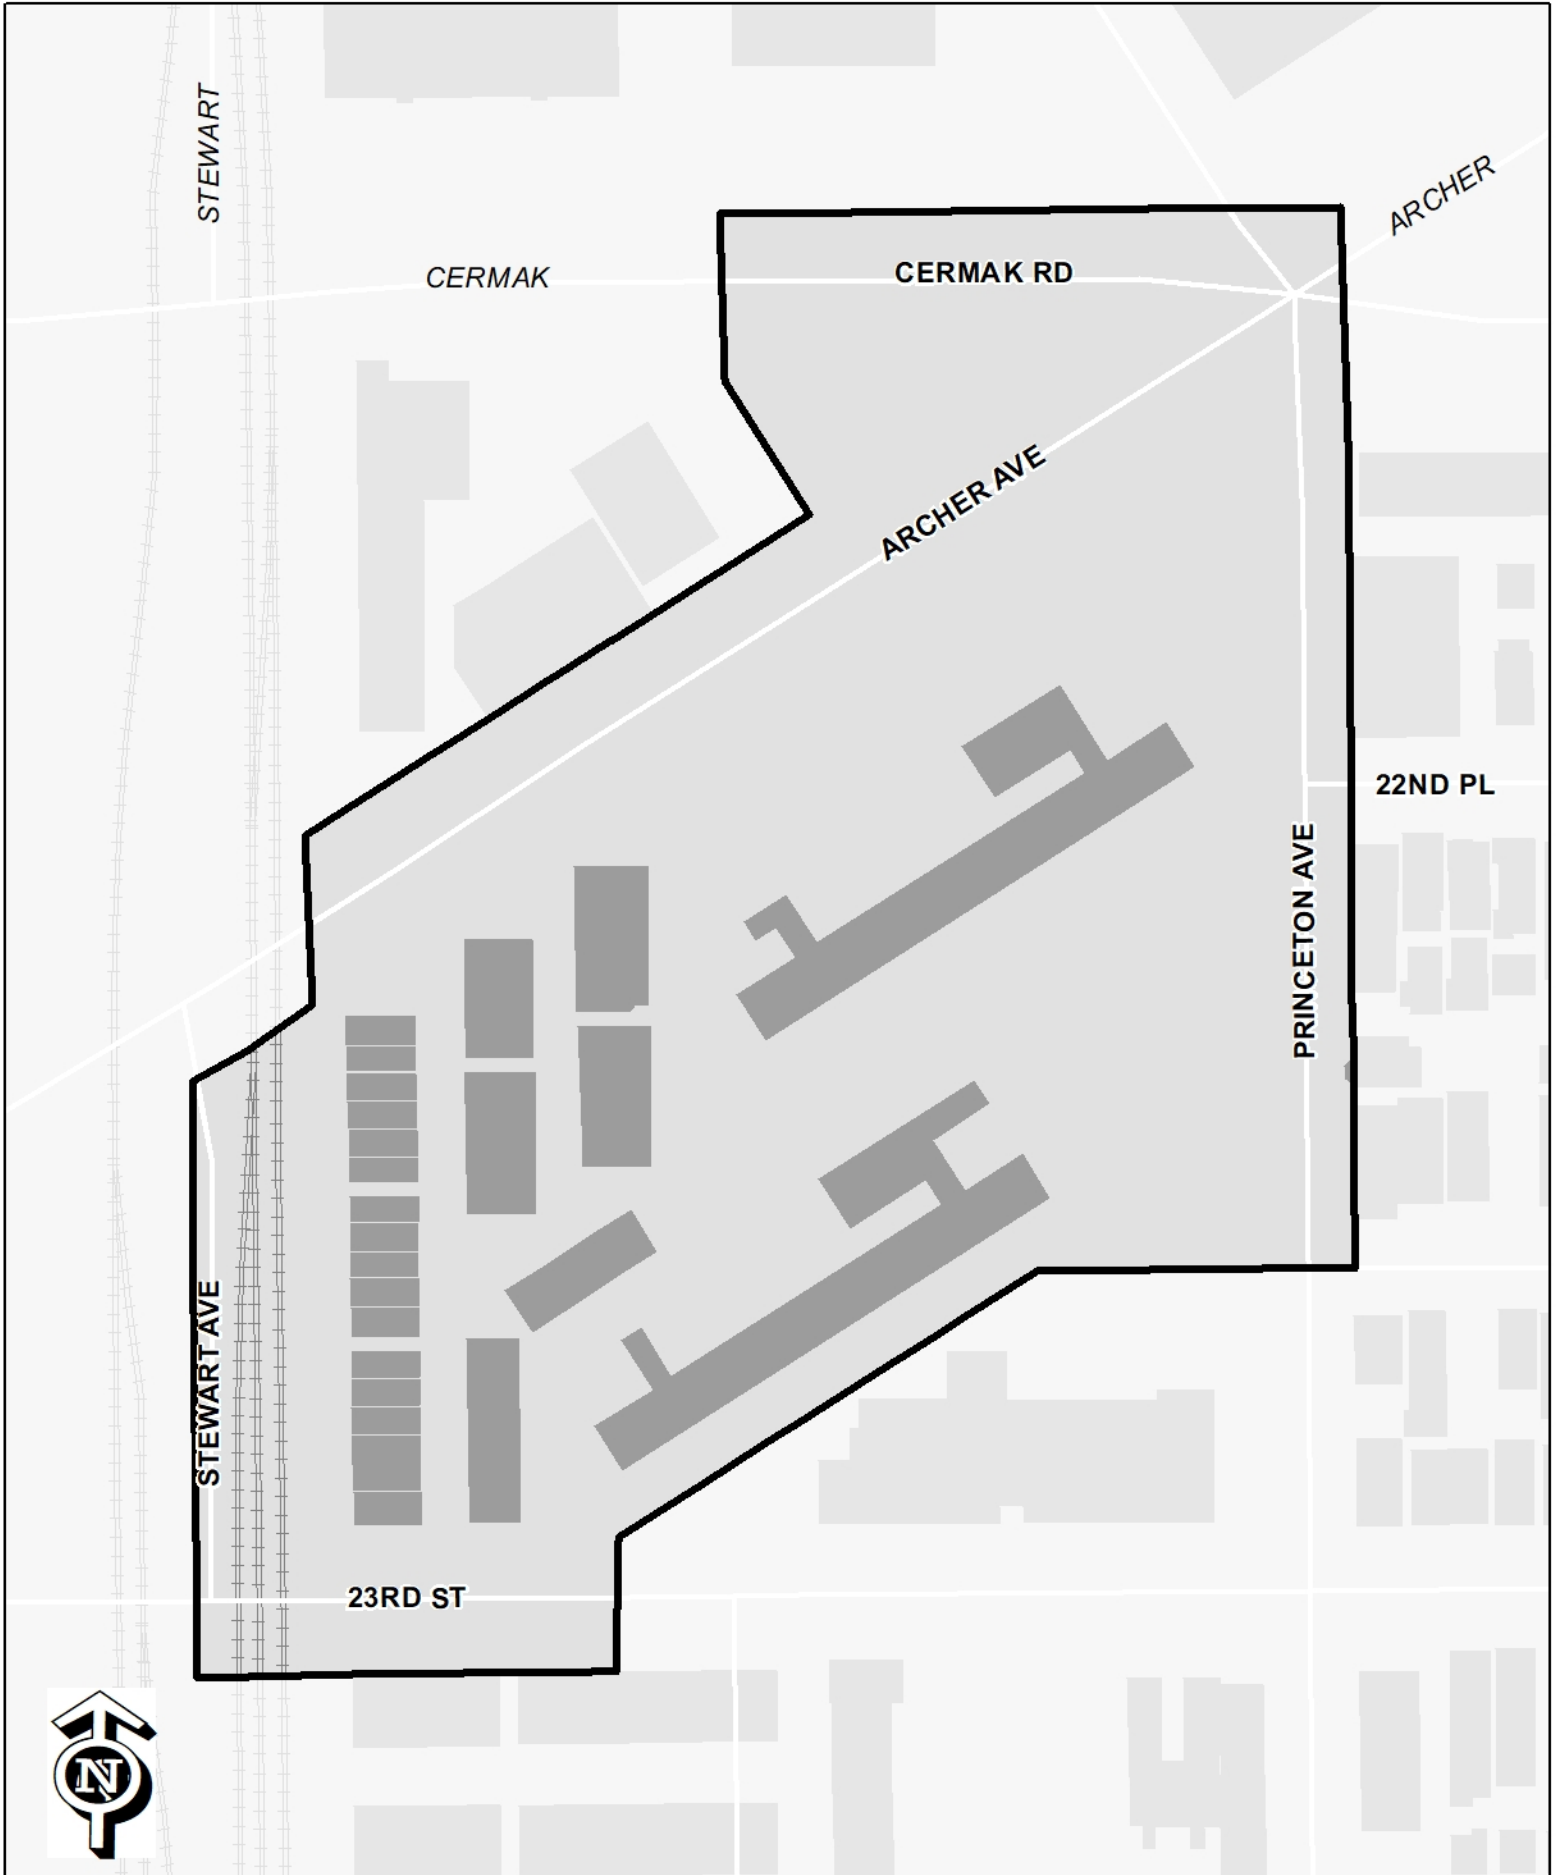 STEWART
ARCHER
CERMAK
CERMAK RD
ARCHER AVE
22ND PL
PRINCETON AVE
STEWART AVE
23RD ST
N